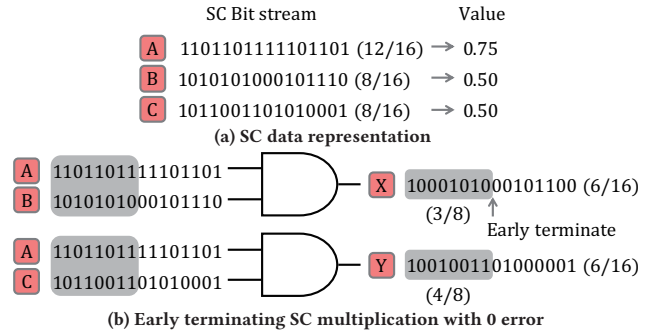 SC Bit stream Value
A 1101101111101101 (12/16) → 0.75
B 1010101000101110 (8/16) → 0.50
C 1011001101010001 (8/16) → 0.50
(a) SC data representation
A 1101101111101101
B 1010101000101110
X 1000101000101100 (6/16)
(3/8)
Early terminate
A 1101101111101101
C 1011001101010001
Y 1001001101000001 (6/16)
(4/8)
(b) Early terminating SC multiplication with 0 error